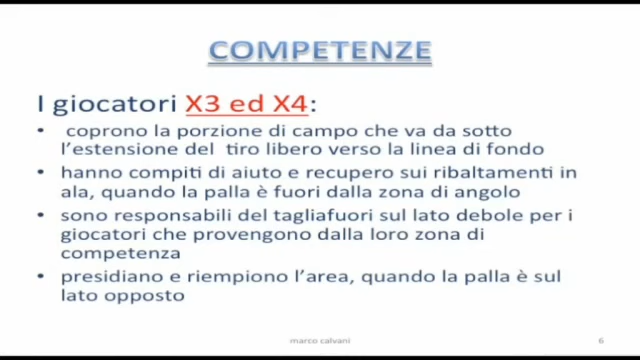 COMPETENZE
I giocatori X3 ed X4:
• coprono la porzione di campo che va da sotto
l'estensione del tiro libero verso la linea di fondo
• hanno compiti di aiuto e recupero sui ribaltamenti in
ala, quando la palla è fuori dalla zona di angolo
• sono responsabili del tagliafuori sul lato debole per i
giocatori che provengono dalla loro zona di
competenza
• presidiano e riempiono l'area, quando la palla è sul
lato opposto
marco calvani
6